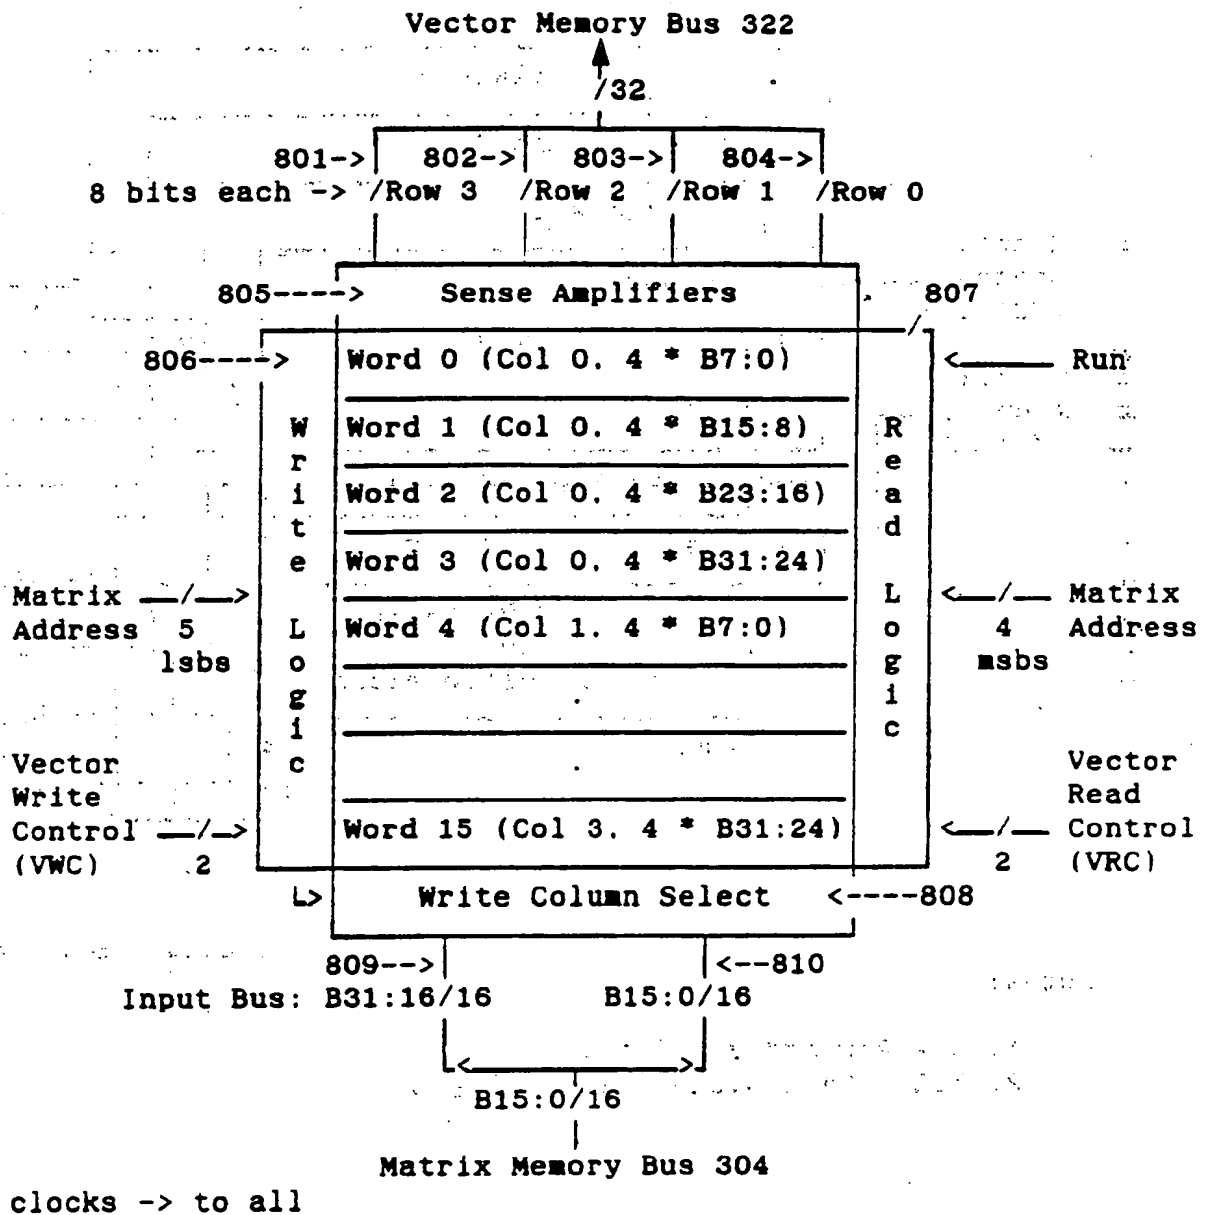 Vector Memory Bus 322
/32
801-> 802-> 803-> 804->
8 bits each -> /Row 3 /Row 2 /Row 1 /Row 0
805----> Sense Amplifiers 807
806----> Word 0 (Col 0. 4 * B7:0) Run
Word 1 (Col 0. 4 * B15:8)
Word 2 (Col 0. 4 * B23:16)
Word 3 (Col 0. 4 * B31:24)
Write Logic
Read Logic
Matrix Address 5 lsbs
Word 4 (Col 1. 4 * B7:0)
Matrix Address 4 msbs
.
.
Vector Write Control (VWC) 2
Word 15 (Col 3. 4 * B31:24)
Vector Read Control (VRC) 2
L> Write Column Select <----808
809--> <--810
Input Bus: B31:16/16 B15:0/16
B15:0/16
Matrix Memory Bus 304
clocks -> to all